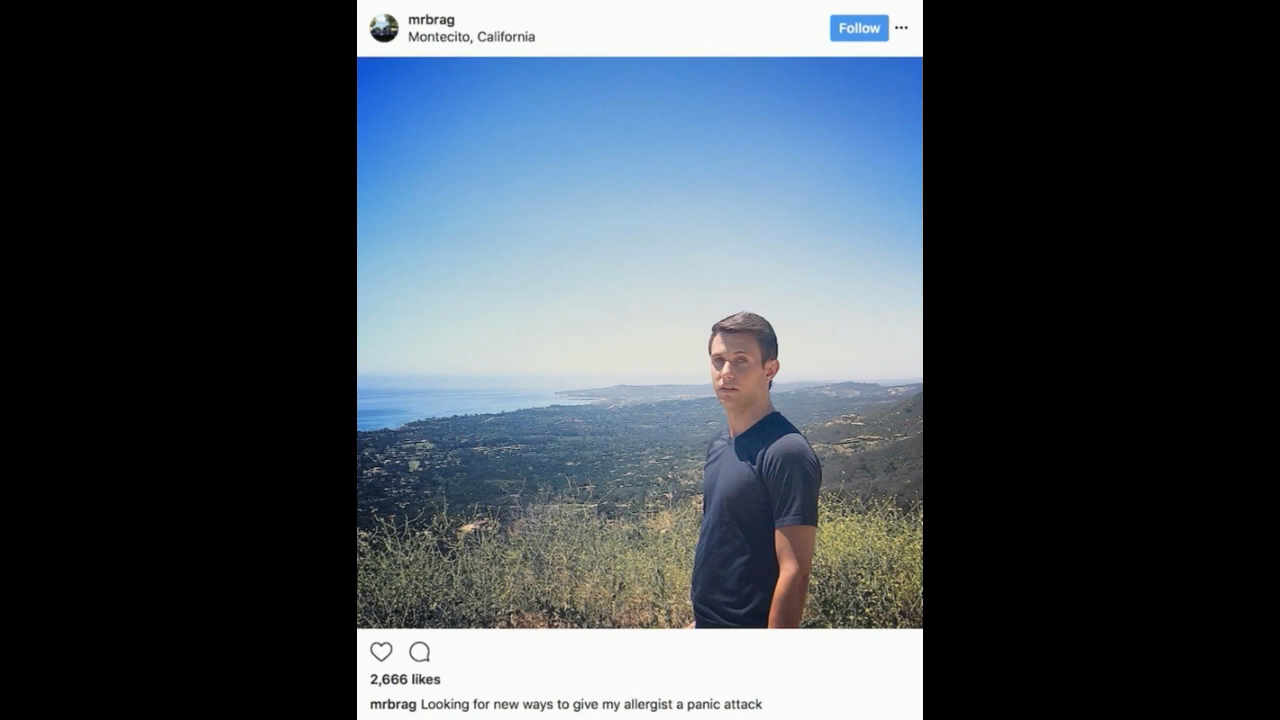 mrbrag
Montecito, California
Follow
2,666 likes
mrbrag Looking for new ways to give my allergist a panic attack